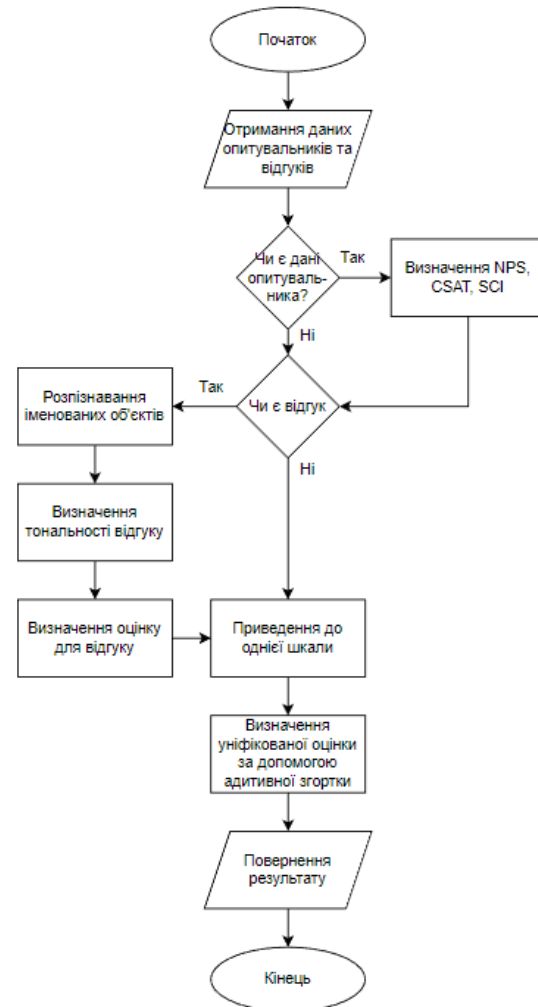 Початок
Отримання даних
опитувальників та
відгуків
Чи є дані
опитуваль-
ника?
Так
Визначення NPS,
CSAT, SCI
Ні
Чи є відгук
Так
Розпізнавання
іменованих об'єктів
Ні
Визначення
тональності відгуку
Визначення оцінку
для відгуку
Приведення до
однієї шкали
Визначення
уніфікованої оцінки
за допомогою
адитивної згортки
Повернення
результату
Кінець